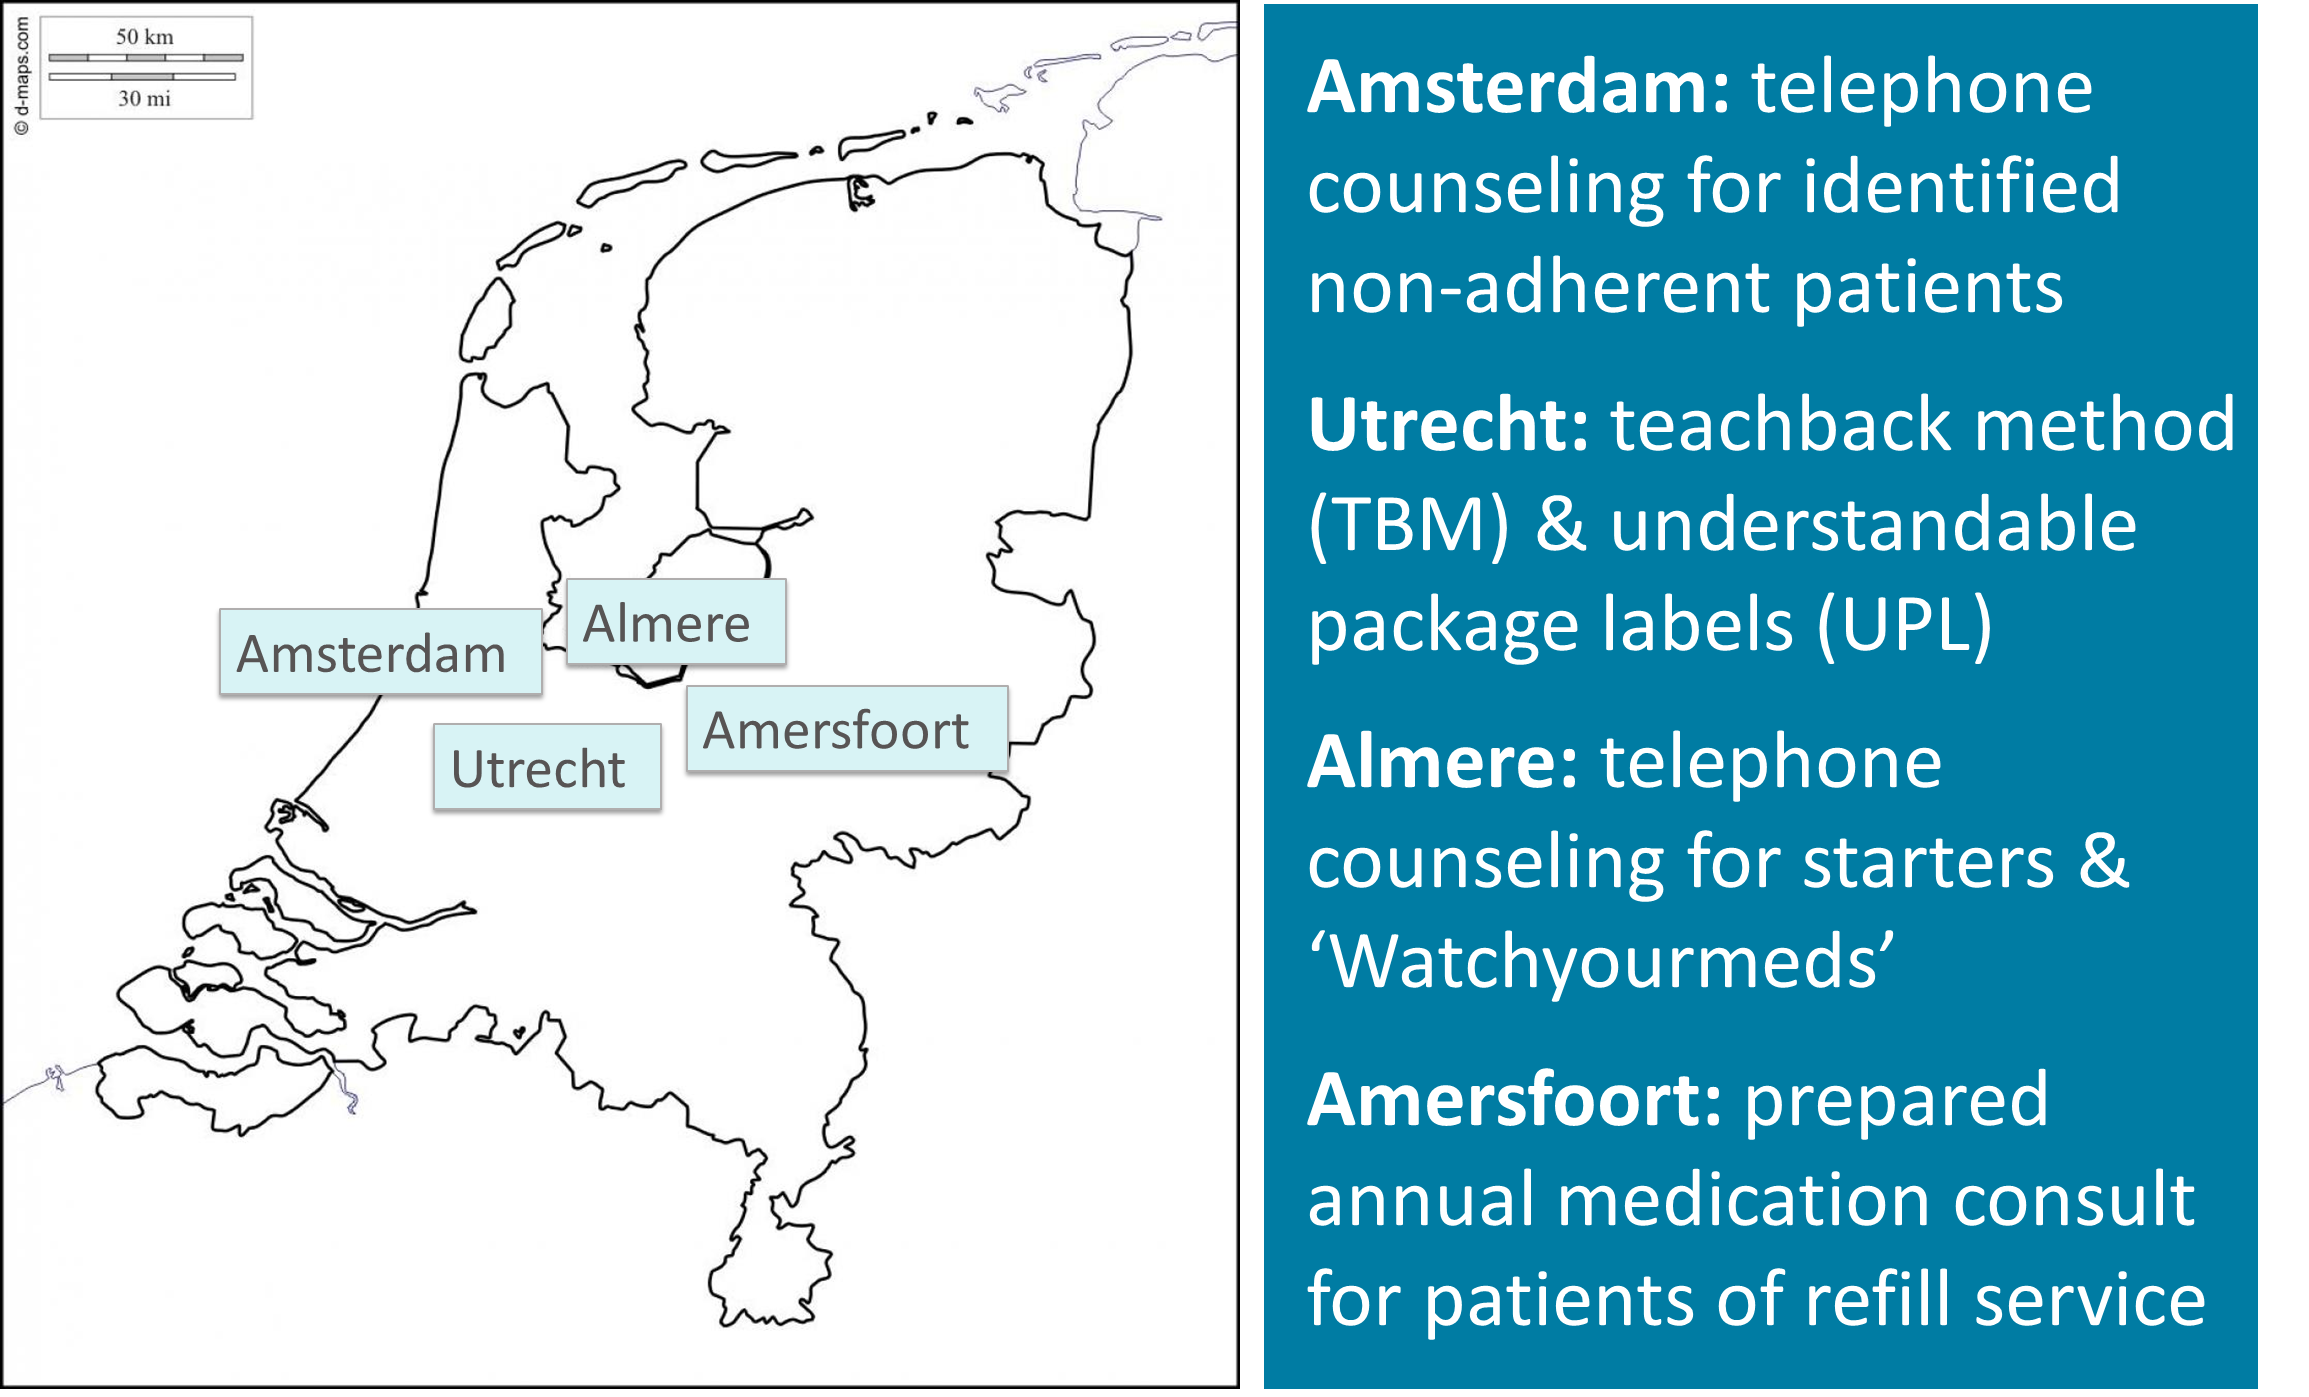 © d-maps.com
50 km
30 mi
Amsterdam
Almere
Utrecht
Amersfoort
Amsterdam: telephone
counseling for identified
non-adherent patients
Utrecht: teachback method
(TBM) & understandable
package labels (UPL)
Almere: telephone
counseling for starters &
‘Watchyourmeds’
Amersfoort: prepared
annual medication consult
for patients of refill service